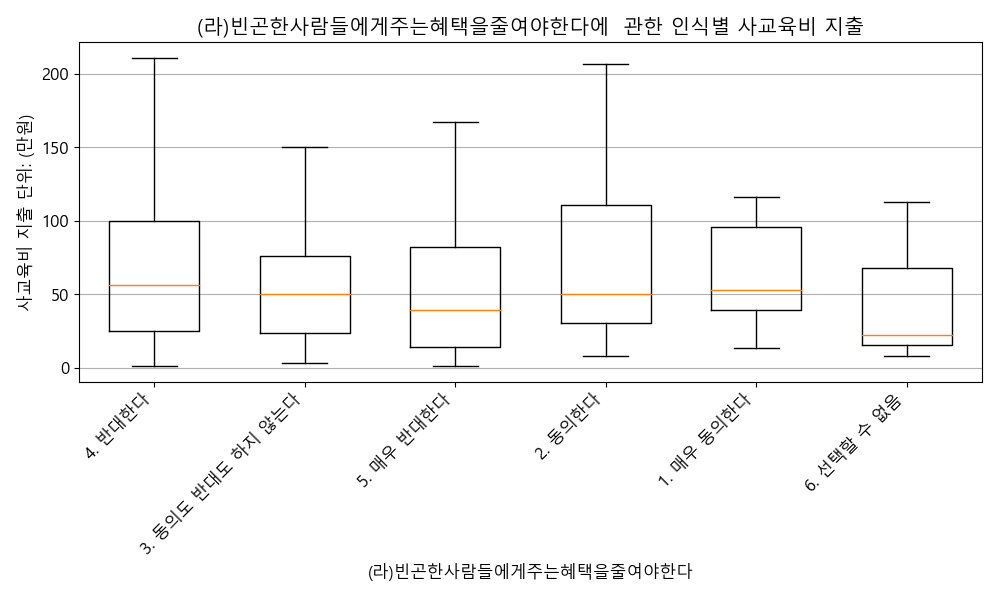 (라)빈곤한사람들에게주는혜택을줄여야한다에  관한 인식별 사교육비 지출
사교육비 지출 단위: (만원)
200
150
100
50
0
4. 반대한다
3. 동의도 반대도 하지 않는다
5. 매우 반대한다
2. 동의한다
1. 매우 동의한다
6. 선택할 수 없음
(라)빈곤한사람들에게주는혜택을줄여야한다